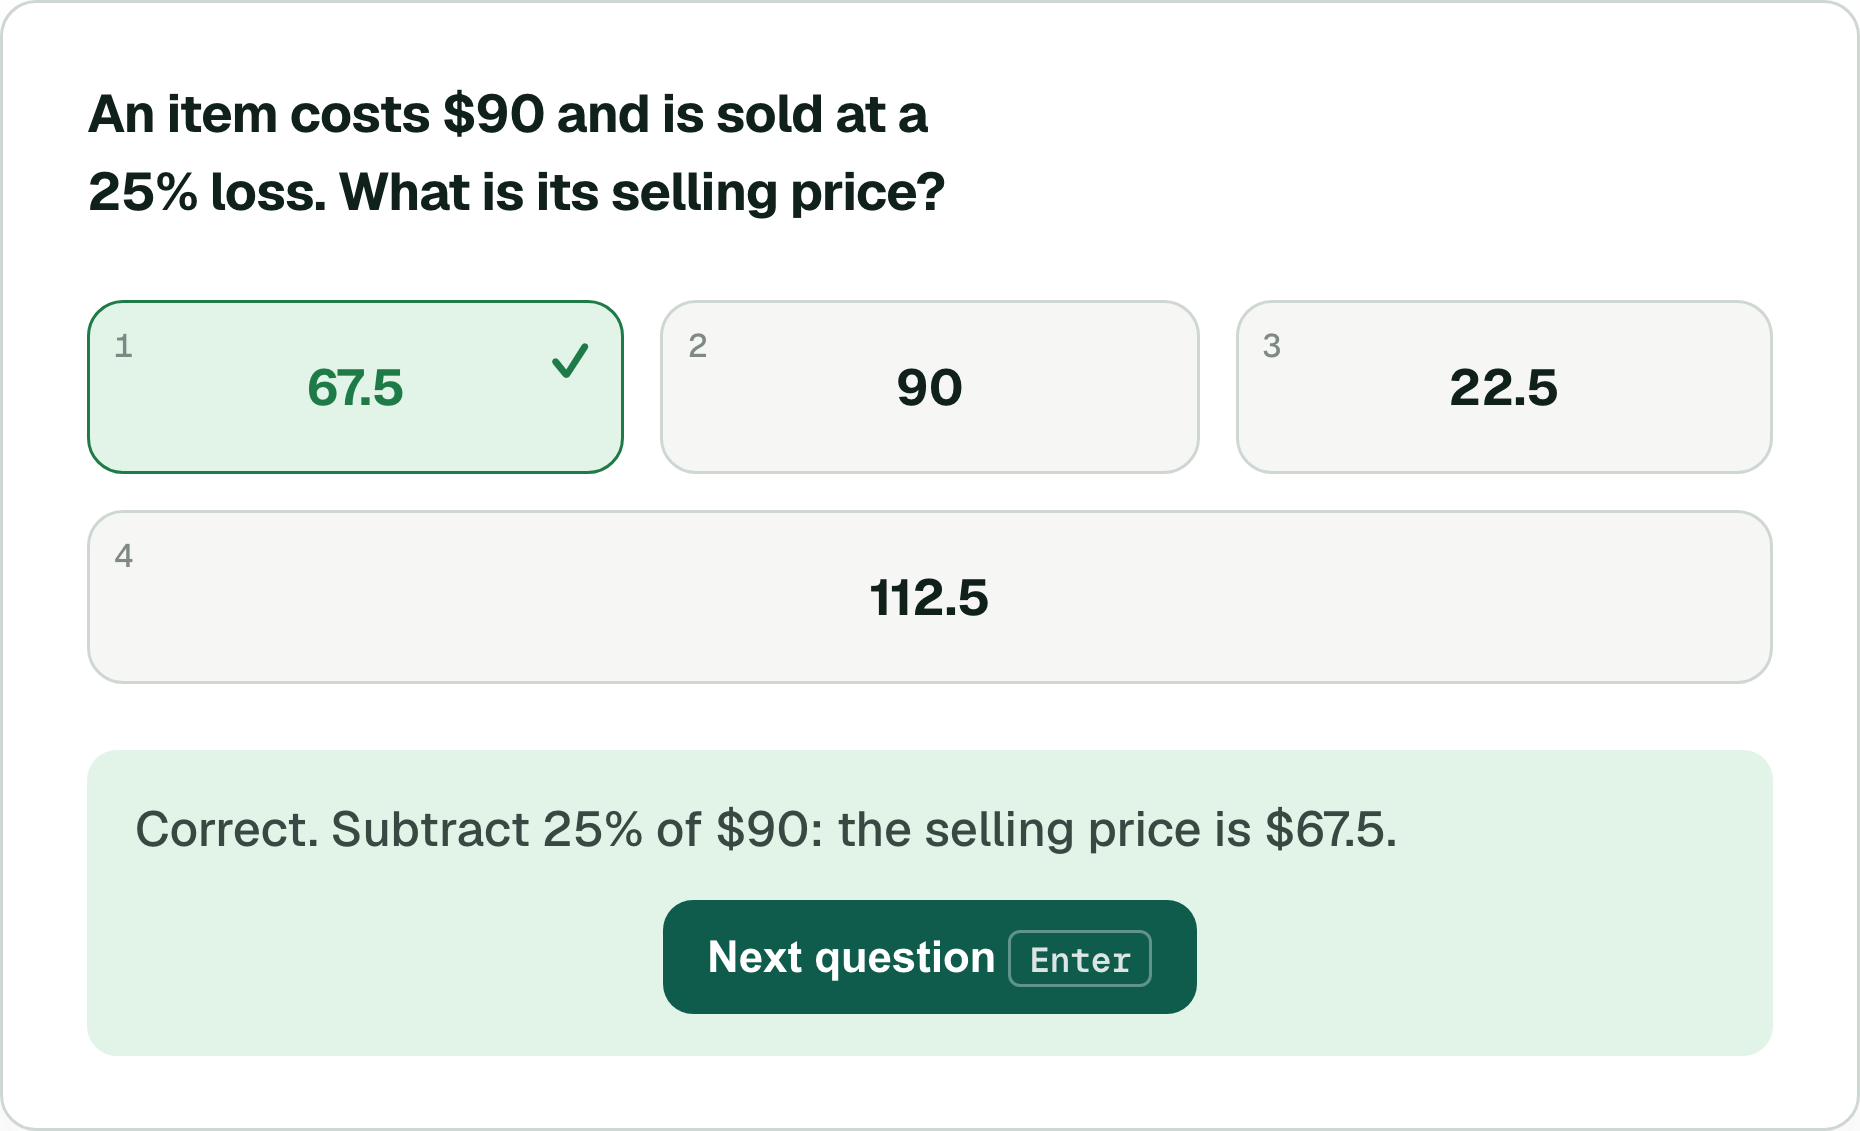 An item costs $90 and is sold at a
25% loss. What is its selling price?
1
67.5
2
90
3
22.5
4
112.5
Correct. Subtract 25% of $90: the selling price is $67.5.
Next question Enter